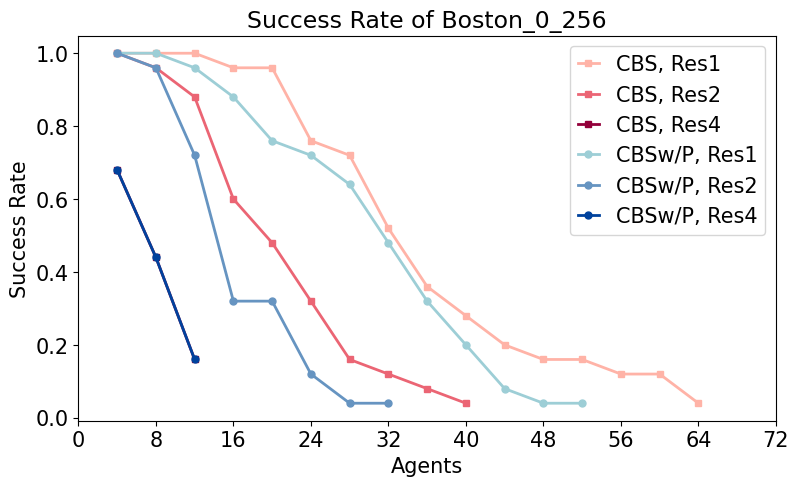 Success Rate of Boston_0_256
Success Rate
1.0
0.8
0.6
0.4
0.2
0.0
CBS, Res1
CBS, Res2
CBS, Res4
CBSw/P, Res1
CBSw/P, Res2
CBSw/P, Res4
0 8 16 24 32 40 48 56 64 72
Agents